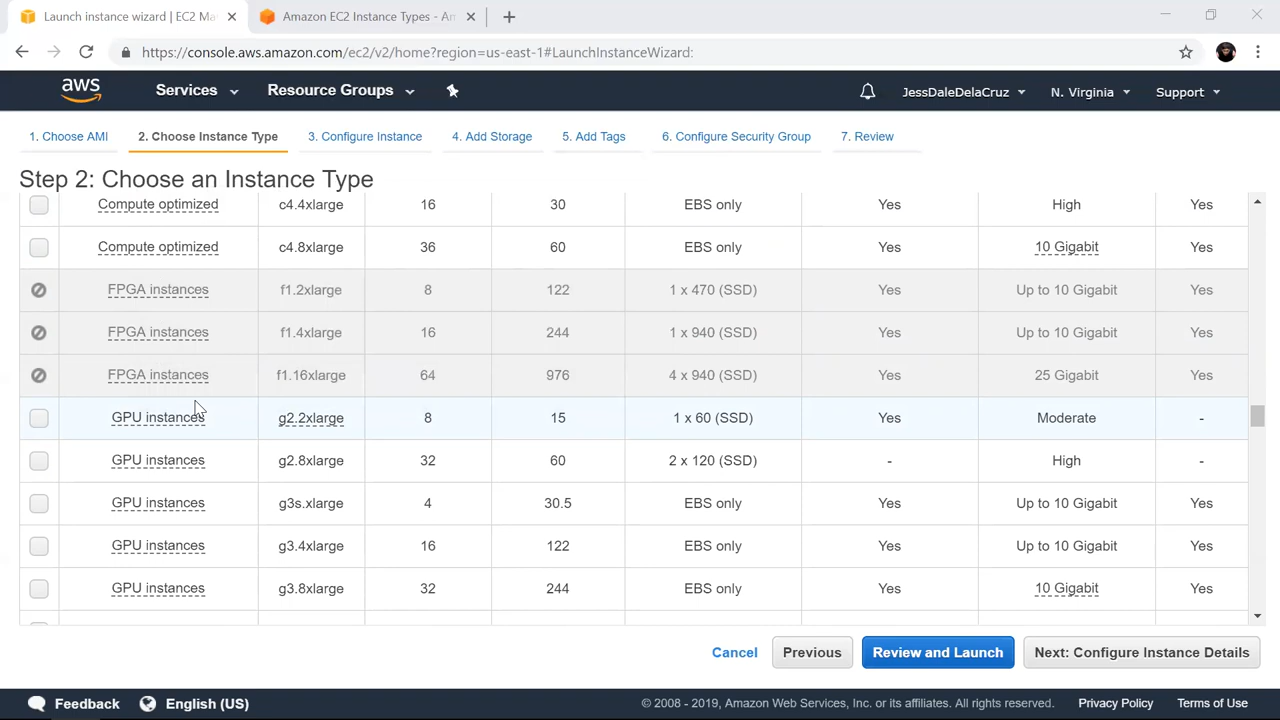 Launch instance wizard | EC2 Ma
Amazon EC2 Instance Types - Am
https://console.aws.amazon.com/ec2/v2/home?region=us-east-1#LaunchInstanceWizard:
aws Services Resource Groups JessDaleDelaCruz N. Virginia Support
1. Choose AMI 2. Choose Instance Type 3. Configure Instance 4. Add Storage 5. Add Tags 6. Configure Security Group 7. Review
Step 2: Choose an Instance Type
Compute optimized c4.4xlarge 16 30 EBS only Yes High Yes
Compute optimized c4.8xlarge 36 60 EBS only Yes 10 Gigabit Yes
FPGA instances f1.2xlarge 8 122 1 x 470 (SSD) Yes Up to 10 Gigabit Yes
FPGA instances f1.4xlarge 16 244 1 x 940 (SSD) Yes Up to 10 Gigabit Yes
FPGA instances f1.16xlarge 64 976 4 x 940 (SSD) Yes 25 Gigabit Yes
GPU instances g2.2xlarge 8 15 1 x 60 (SSD) Yes Moderate -
GPU instances g2.8xlarge 32 60 2 x 120 (SSD) - High -
GPU instances g3s.xlarge 4 30.5 EBS only Yes Up to 10 Gigabit Yes
GPU instances g3.4xlarge 16 122 EBS only Yes Up to 10 Gigabit Yes
GPU instances g3.8xlarge 32 244 EBS only Yes 10 Gigabit Yes
Cancel Previous Review and Launch Next: Configure Instance Details
Feedback English (US) © 2008 - 2019, Amazon Web Services, Inc. or its affiliates. All rights reserved. Privacy Policy Terms of Use